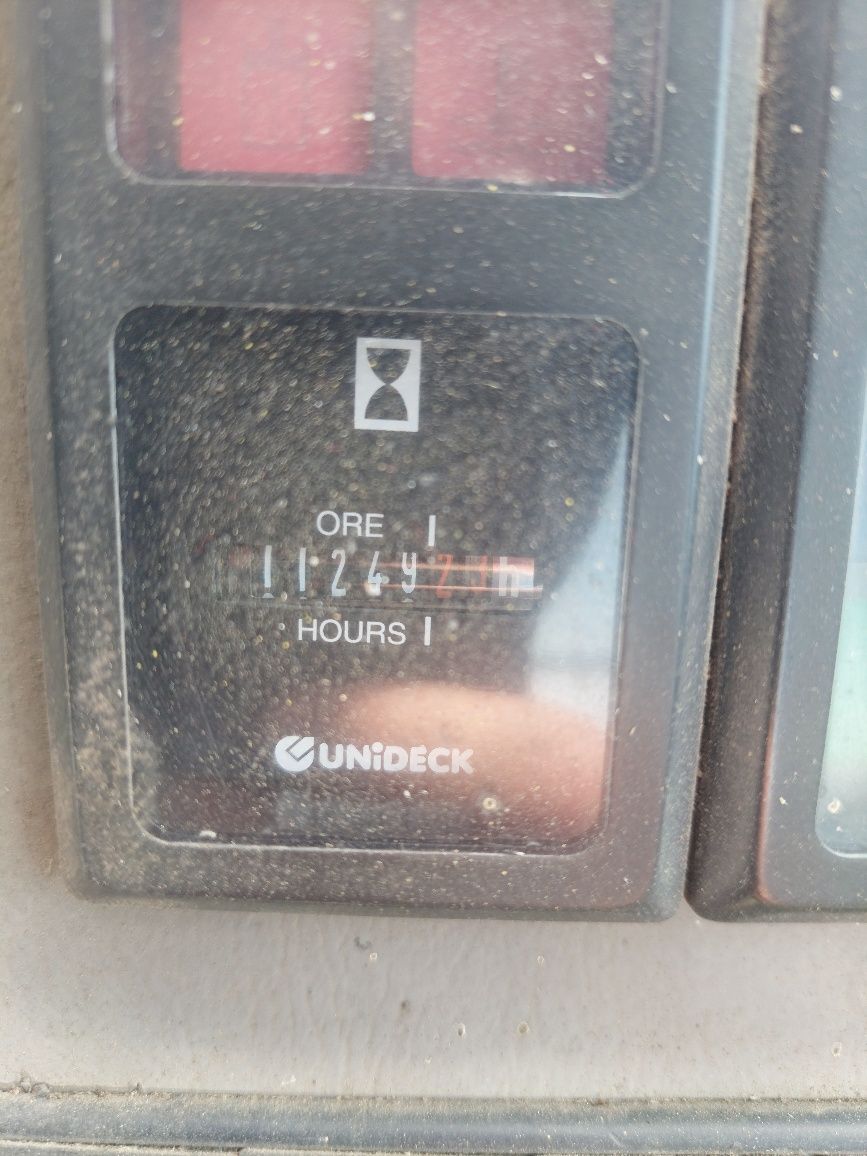 ORE
11249 h
HOURS
UNiDECK